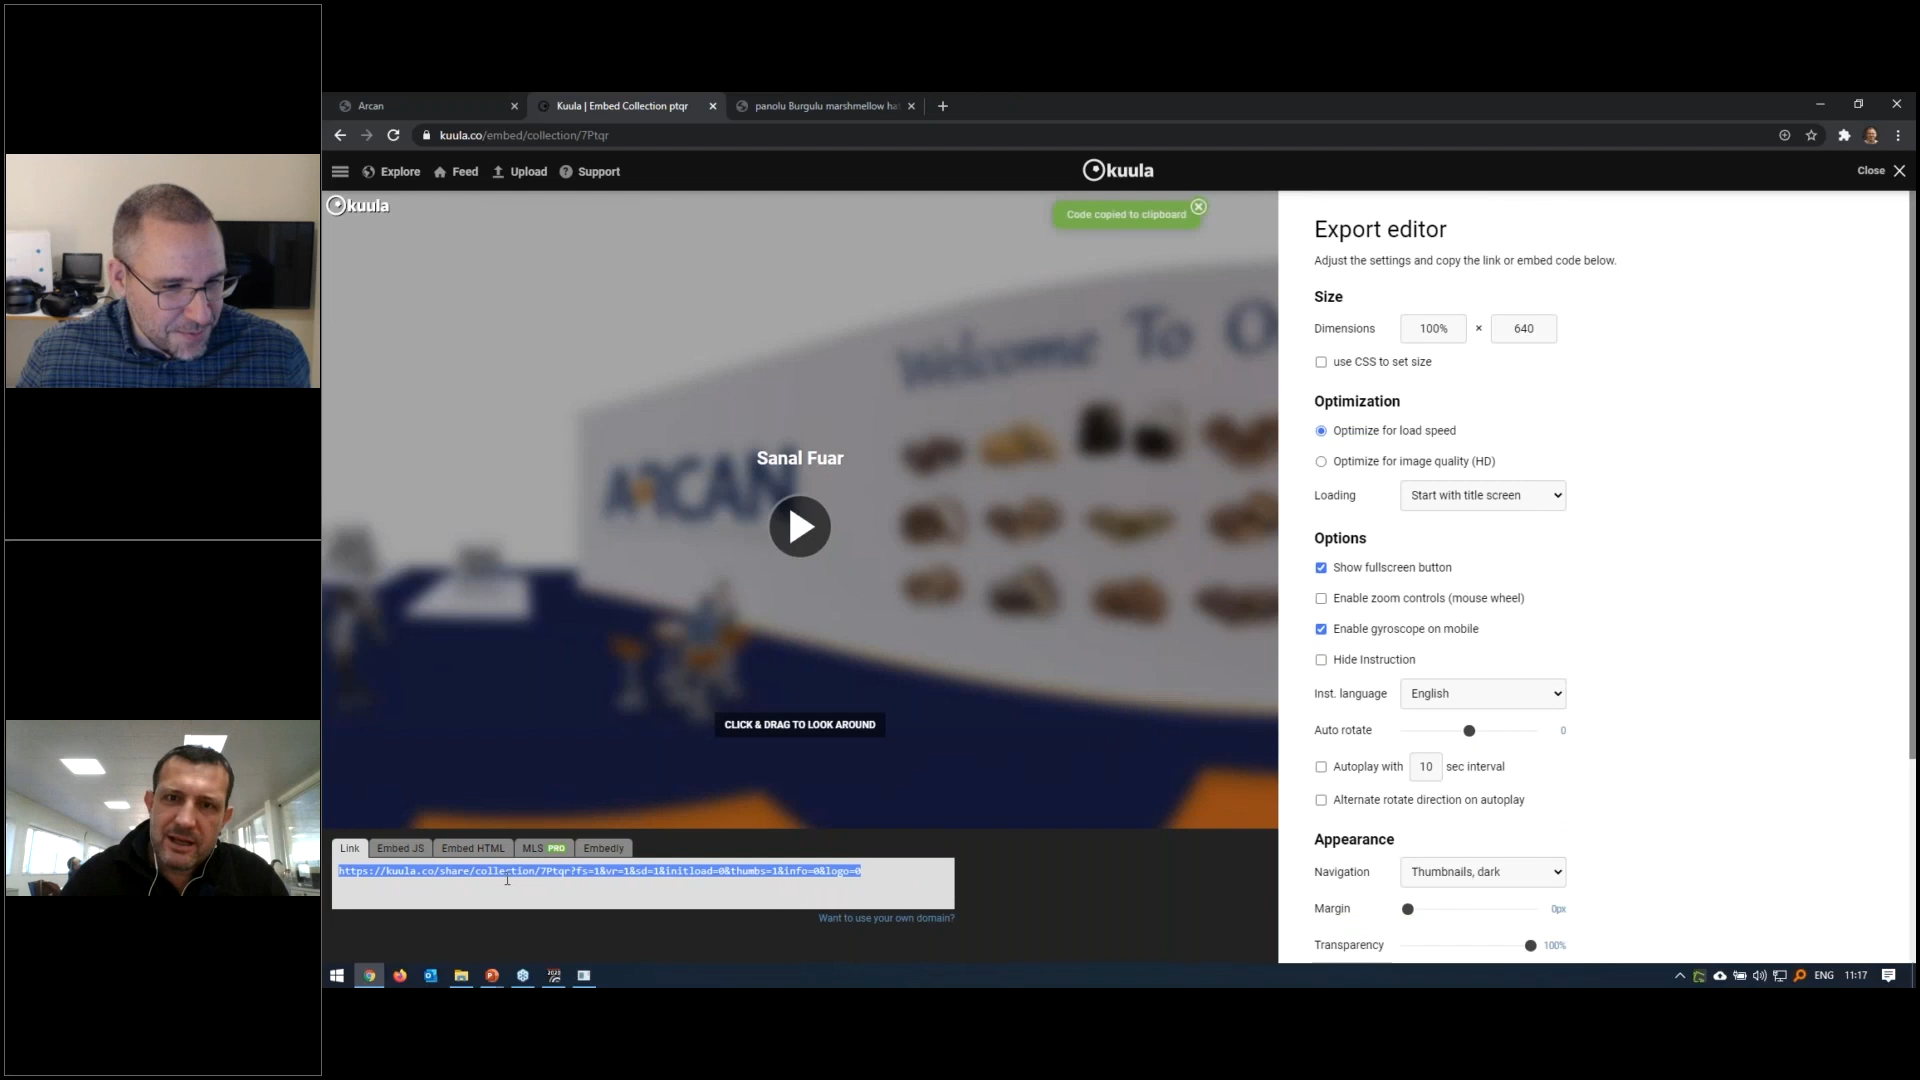 Arcan
Kuula | Embed Collection ptqr
panolu Burgulu marshmellow ha
kuula.co/embed/collection/7Ptqr
Explore
Feed
Upload
Support
kuula
Close
kuula
Code copied to clipboard
Welcome To O
ARCAN
Sanal Fuar
CLICK & DRAG TO LOOK AROUND
Export editor
Adjust the settings and copy the link or embed code below.
Size
Dimensions 100% × 640
use CSS to set size
Optimization
Optimize for load speed
Optimize for image quality (HD)
Loading Start with title screen
Options
Show fullscreen button
Enable zoom controls (mouse wheel)
Enable gyroscope on mobile
Hide Instruction
Inst. language English
Auto rotate 0
Autoplay with 10 sec interval
Alternate rotate direction on autoplay
Appearance
Navigation Thumbnails, dark
Margin 0px
Transparency 100%
Link Embed JS Embed HTML MLS PRO Embedly
https://kuula.co/share/collection/7Ptqr?fs=1&vr=1&sd=1&initload=0&thumbs=1&info=0&logo=0
Want to use your own domain?
ENG 11:17